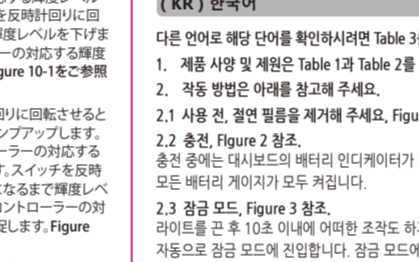 する輝度レベル
を反時計回りに回
輝度レベルを下げま
ーの対応する輝度
gure 10-1をご参照
回りに回転させると
ンプアップします。
ーラーの対応する
す。スイッチを反時
になるまで輝度レベ
コントローラーの対
足します。Figure
( KR ) 한국어
다른 언어로 해당 단어를 확인하시려면 Table 3
1. 제품 사양 및 제원은 Table 1과 Table 2를
2. 작동 방법은 아래를 참고해 주세요.
2.1 사용 전, 절연 필름을 제거해 주세요, Figu
2.2 충전, FIgure 2 참조.
충전 중에는 대시보드의 배터리 인디케이터가
모든 배터리 게이지가 모두 켜집니다.
2.3 잠금 모드, Figure 3 참조.
라이트를 끈 후 10초 이내에 어떠한 조작도 하
자동으로 잠금 모드에 진입합니다. 잠금 모드에